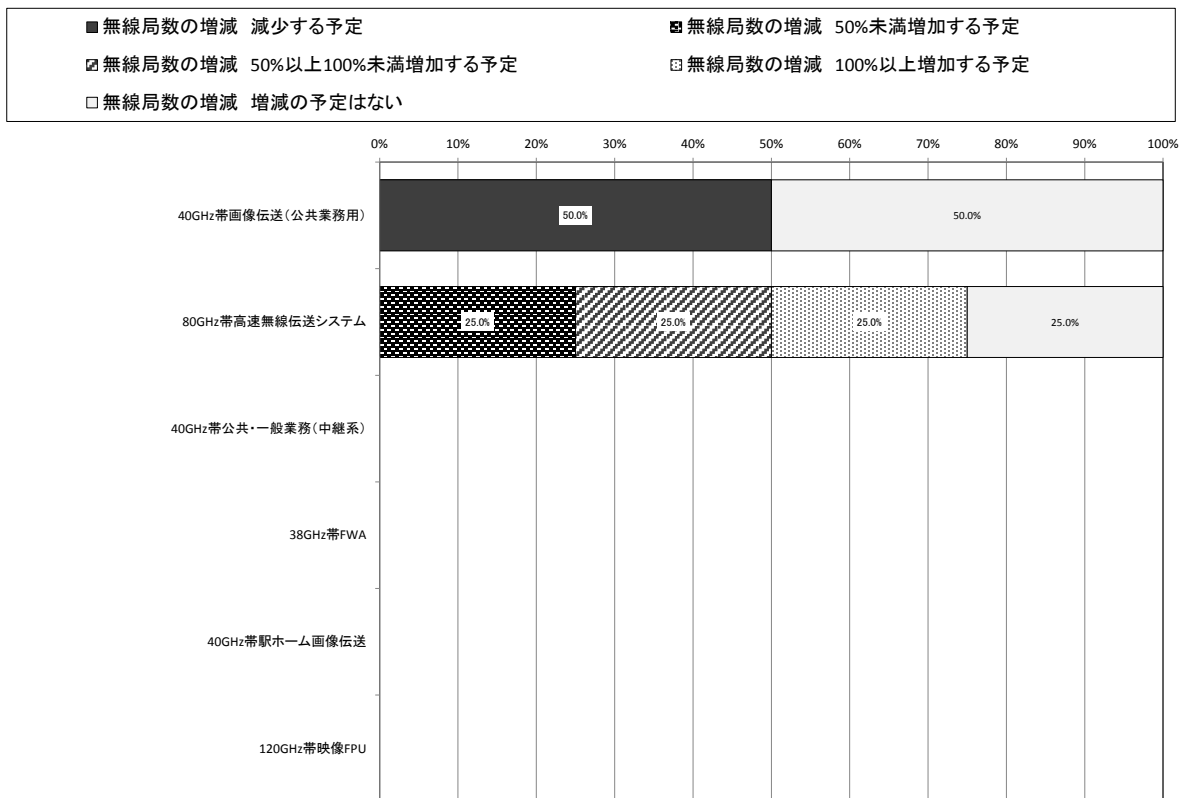 無線局数の増減 減少する予定
無線局数の増減 50%未満増加する予定
無線局数の増減 50%以上100%未満増加する予定
無線局数の増減 100%以上増加する予定
無線局数の増減 増減の予定はない
0% 10% 20% 30% 40% 50% 60% 70% 80% 90% 100%
40GHz帯画像伝送(公共業務用) 50.0% 50.0%
80GHz帯高速無線伝送システム 25.0% 25.0% 25.0% 25.0%
40GHz帯公共・一般業務(中継系)
38GHz帯FWA
40GHz帯駅ホーム画像伝送
120GHz帯映像FPU